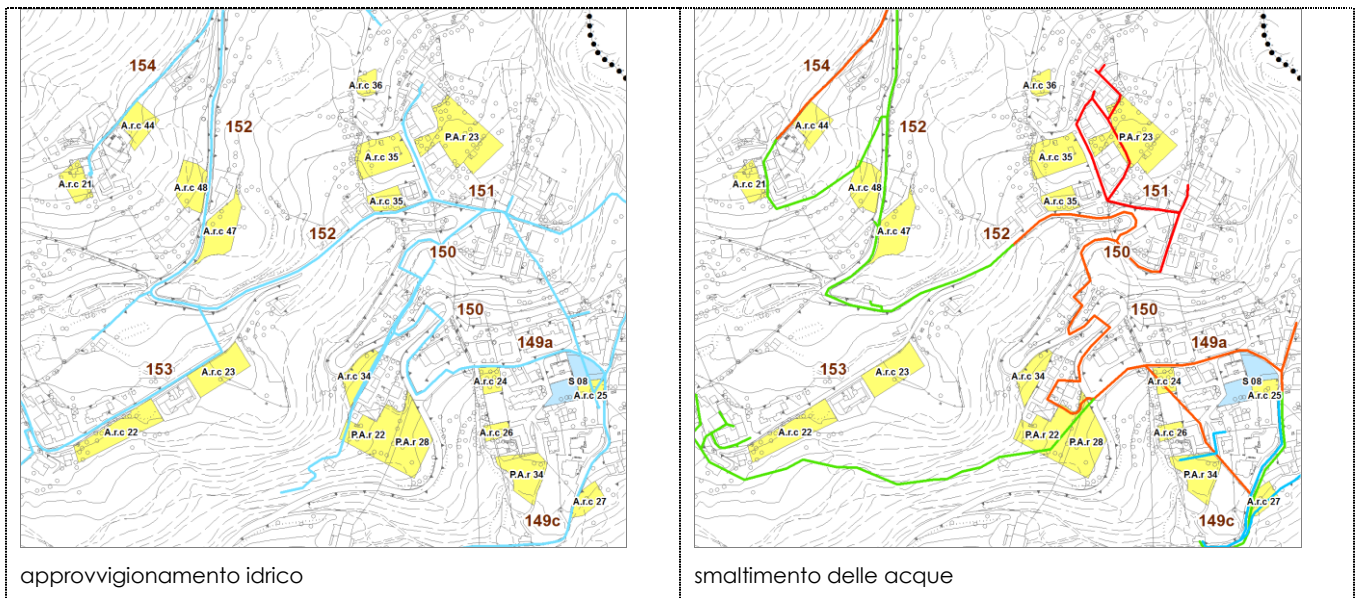 154
A.r.c 36
A.r.c 44
152
P.A.r 23
A.r.c 35
A.r.c 21
A.r.c 48
151
A.r.c 35
A.r.c 47
152
150
150
149a
153
A.r.c 23
A.r.c 34
A.r.c 24
S 08
A.r.c 25
A.r.c 22
P.A.r 22
P.A.r 28
A.r.c 26
P.A.r 34
A.r.c 27
149c
approvvigionamento idrico
154
A.r.c 36
A.r.c 44
152
P.A.r 23
A.r.c 35
A.r.c 21
A.r.c 48
151
A.r.c 35
A.r.c 47
152
150
150
149a
153
A.r.c 23
A.r.c 34
A.r.c 24
S 08
A.r.c 25
A.r.c 22
P.A.r 22
P.A.r 28
A.r.c 26
P.A.r 34
A.r.c 27
149c
smaltimento delle acque